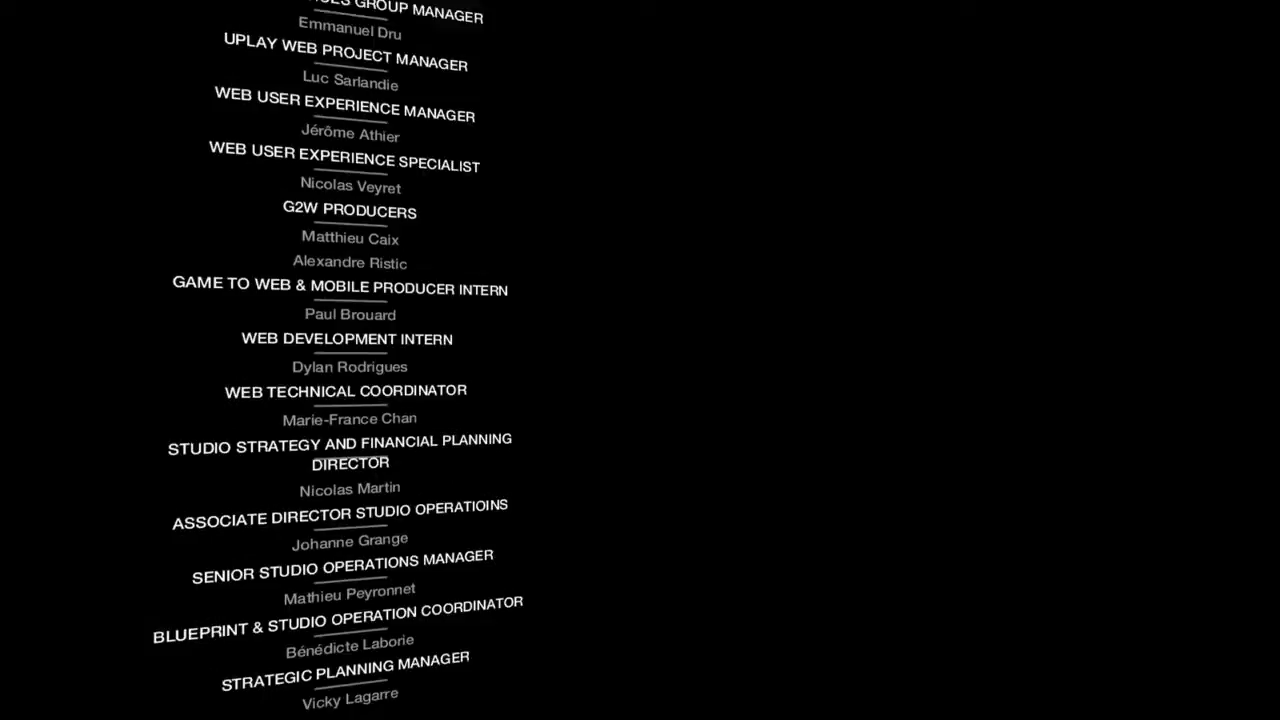 GROUP MANAGER
Emmanuel Dru
UPLAY WEB PROJECT MANAGER
Luc Sarlandie
WEB USER EXPERIENCE MANAGER
Jérôme Athier
WEB USER EXPERIENCE SPECIALIST
Nicolas Veyret
G2W PRODUCERS
Matthieu Caix
Alexandre Ristic
GAME TO WEB & MOBILE PRODUCER INTERN
Paul Brouard
WEB DEVELOPMENT INTERN
Dylan Rodrigues
WEB TECHNICAL COORDINATOR
Marie-France Chan
STUDIO STRATEGY AND FINANCIAL PLANNING
DIRECTOR
Nicolas Martin
ASSOCIATE DIRECTOR STUDIO OPERATIOINS
Johanne Grange
SENIOR STUDIO OPERATIONS MANAGER
Mathieu Peyronnet
BLUEPRINT & STUDIO OPERATION COORDINATOR
Bénédicte Laborie
STRATEGIC PLANNING MANAGER
Vicky Lagarre